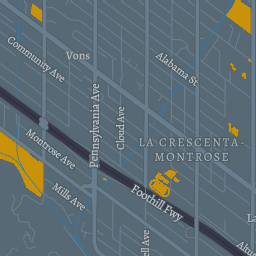 Community Ave
Vons
Alabama St
Pennsylvania Ave
Cloud Ave
LA CRESCENTA-
MONTROSE
Montrose Ave
Mills Ave
Foothill Fwy